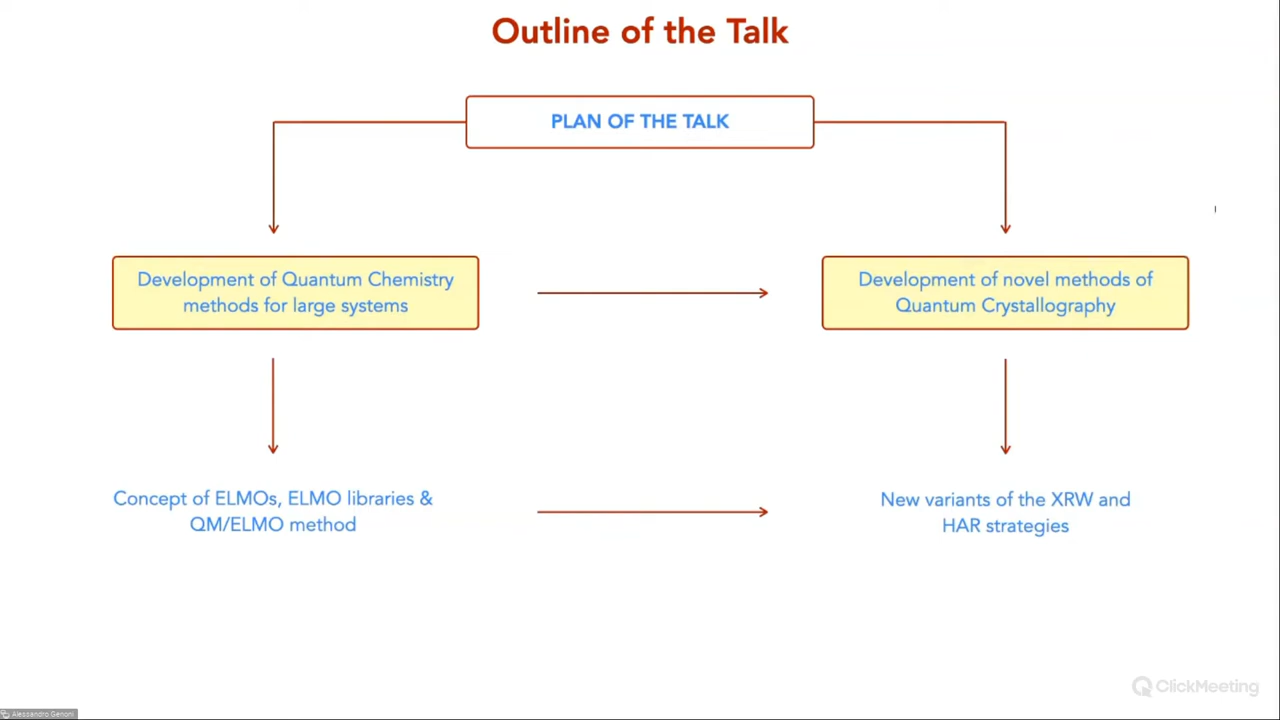 Outline of the Talk
PLAN OF THE TALK
Development of Quantum Chemistry
methods for large systems
Development of novel methods of
Quantum Crystallography
Concept of ELMOs, ELMO libraries &
QM/ELMO method
New variants of the XRW and
HAR strategies
ClickMeeting
Alessandro Genoni